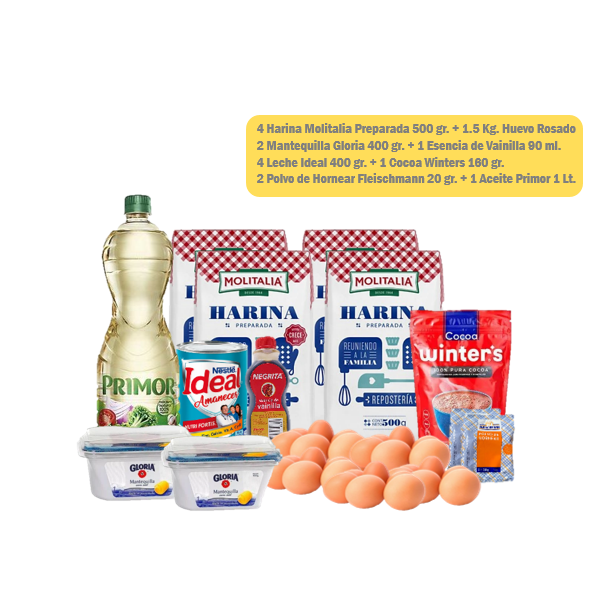 4 Harina Molitalia Preparada 500 gr. + 1.5 Kg. Huevo Rosado
2 Mantequilla Gloria 400 gr. + 1 Esencia de Vainilla 90 ml.
4 Leche Ideal 400 gr. + 1 Cocoa Winters 160 gr.
2 Polvo de Hornear Fleischmann 20 gr. + 1 Aceite Primor 1 Lt.
MOLITALIA
HARINA
PREPARADA
MOLITALIA
HARINA
PREPARADA
REUNIENDO
A LA
FAMILIA
REPOSTERÍA
500g
PRIMOR
Nestlé
Ideal
Amanecer
NEGRITA
vainilla
Cocoa
winter's
100% PURA COCOA
GLORIA
Mantequilla
GLORIA
Mantequilla